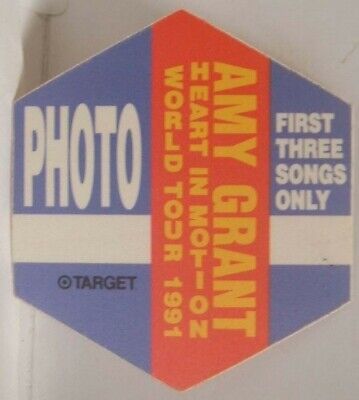 PHOTO
AMY GRANT
HEART IN MOTION
WORLD TOUR 1991
FIRST
THREE
SONGS
ONLY
TARGET